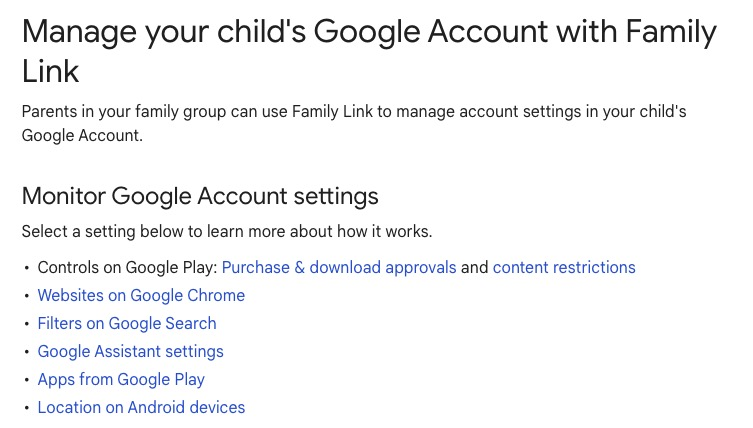 Manage your child's Google Account with Family
Link
Parents in your family group can use Family Link to manage account settings in your child's
Google Account.
Monitor Google Account settings
Select a setting below to learn more about how it works.
• Controls on Google Play: Purchase & download approvals and content restrictions
• Websites on Google Chrome
• Filters on Google Search
• Google Assistant settings
• Apps from Google Play
• Location on Android devices